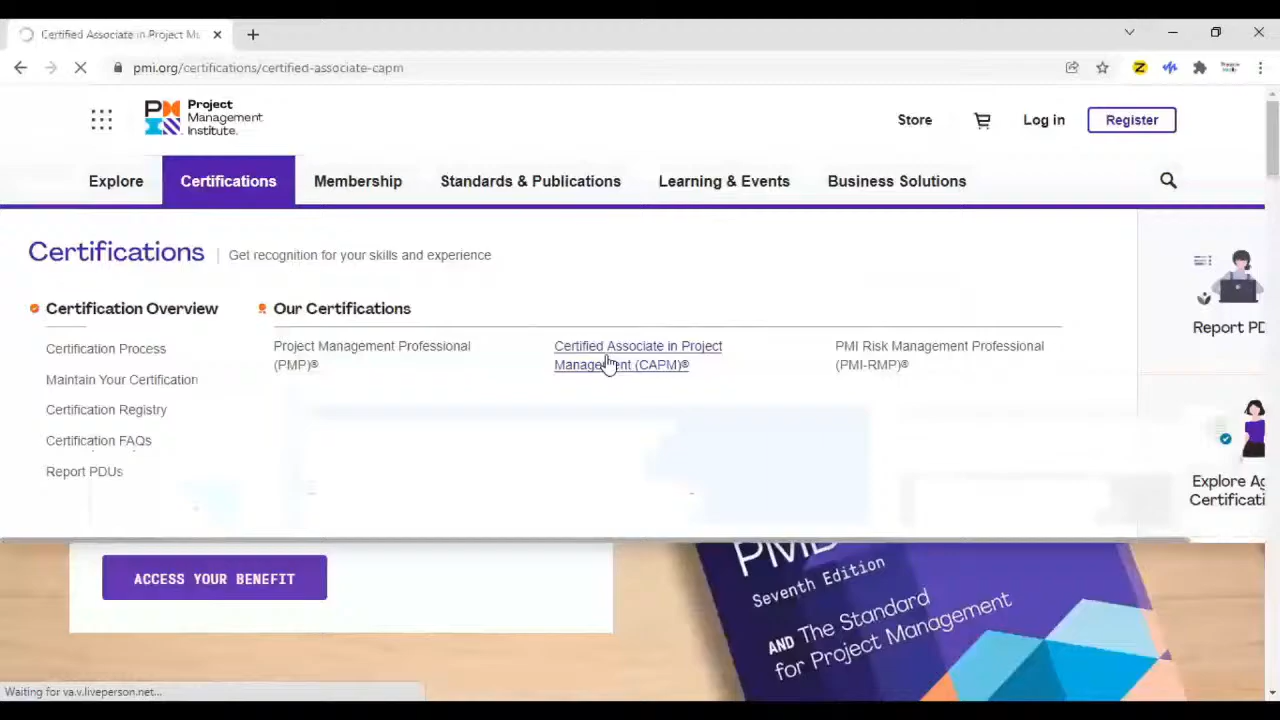 Certified Associate in Project Ma
pmi.org/certifications/certified-associate-capm
Project
Management
Institute.
Store
Log in
Register
Explore
Certifications
Membership
Standards & Publications
Learning & Events
Business Solutions
Certifications
Get recognition for your skills and experience
Certification Overview
Certification Process
Maintain Your Certification
Certification Registry
Certification FAQs
Report PDUs
Our Certifications
Project Management Professional
(PMP)®
Certified Associate in Project
Management (CAPM)®
PMI Risk Management Professional
(PMI-RMP)®
Report PD
Explore Ag
Certificati
ACCESS YOUR BENEFIT
Seventh Edition
AND The Standard
for Project Management
Waiting for va.v.liveperson.net...